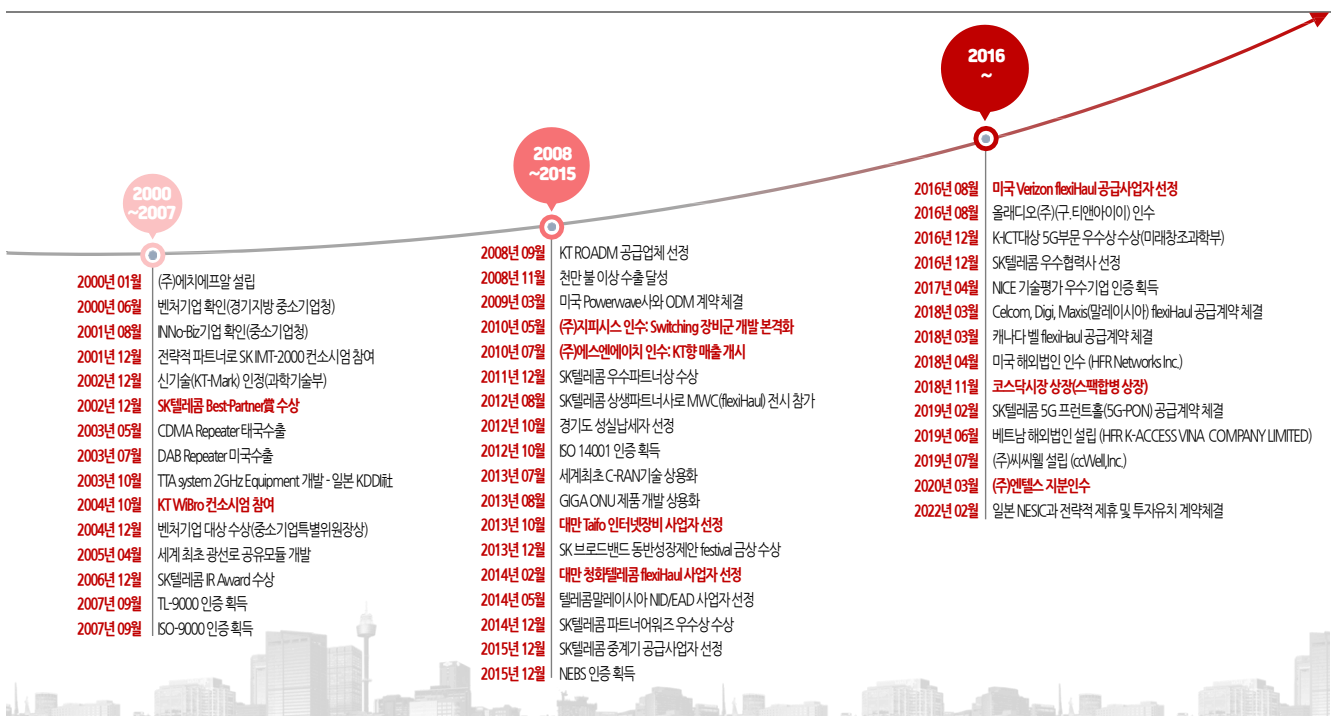 2000
~2007
2000년 01월 (주)에치에프알 설립
2000년 06월 벤처기업 확인(경기지방 중소기업청)
2001년 08월 INNo-Biz기업 확인(중소기업청)
2001년 12월 전략적 파트너로 SK IMT-2000 컨소시엄 참여
2002년 12월 신기술(KT-Mark) 인정(과학기술부)
2002년 12월 SK텔레콤 Best-Partner賞 수상
2003년 05월 CDMA Repeater 태국수출
2003년 07월 DAB Repeater 미국수출
2003년 10월 TTA system 2GHz Equipment 개발 - 일본 KDDI社
2004년 10월 KT WiBro 컨소시엄 참여
2004년 12월 벤처기업 대상 수상(중소기업특별위원장상)
2005년 04월 세계 최초 광선로 공유모듈 개발
2006년 12월 SK텔레콤 IR Award 수상
2007년 09월 TL-9000 인증 획득
2007년 09월 ISO-9000 인증 획득
2008
~2015
2008년 09월 KT ROADM 공급업체 선정
2008년 11월 천만 불 이상 수출 달성
2009년 03월 미국 Powerwave사와 ODM 계약 체결
2010년 05월 (주)지피시스 인수: Switching 장비군 개발 본격화
2010년 07월 (주)에스엔에이치 인수: KT향 매출 개시
2011년 12월 SK텔레콤 우수파트너상 수상
2012년 08월 SK텔레콤 상생파트너사로 MWC(flexiHaul) 전시 참가
2012년 10월 경기도 성실납세자 선정
2012년 10월 ISO 14001 인증 획득
2013년 07월 세계최초 C-RAN기술 상용화
2013년 08월 GIGA ONU 제품 개발 상용화
2013년 10월 대만 Taifo 인터넷장비 사업자 선정
2013년 12월 SK 브로드밴드 동반성장제안 festival 금상 수상
2014년 02월 대만 청화텔레콤 flexiHaul 사업자 선정
2014년 05월 텔레콤말레이시아 NID/EAD 사업자 선정
2014년 12월 SK텔레콤 파트너어워즈 우수상 수상
2015년 12월 SK텔레콤 중계기 공급사업자 선정
2015년 12월 NEBS 인증 획득
2016
~
2016년 08월 미국 Verizon flexiHaul 공급사업자 선정
2016년 08월 올래디오(주)(구.티앤아이이) 인수
2016년 12월 K-ICT대상 5G부문 우수상 수상(미래창조과학부)
2016년 12월 SK텔레콤 우수협력사 선정
2017년 04월 NICE 기술평가 우수기업 인증 획득
2018년 03월 Celcom, Digi, Maxis(말레이시아) flexiHaul 공급계약 체결
2018년 03월 캐나다 벨 flexiHaul 공급계약 체결
2018년 04월 미국 해외법인 인수 (HFR Networks Inc.)
2018년 11월 코스닥시장 상장(스팩합병 상장)
2019년 02월 SK텔레콤 5G 프런트홀(5G-PON) 공급계약 체결
2019년 06월 베트남 해외법인 설립 (HFR K-ACCESS VINA COMPANY LIMITED)
2019년 07월 (주)씨씨웰 설립 (ccWell,Inc.)
2020년 03월 (주)엔텔스 지분인수
2022년 02월 일본 NESIC과 전략적 제휴 및 투자유치 계약체결